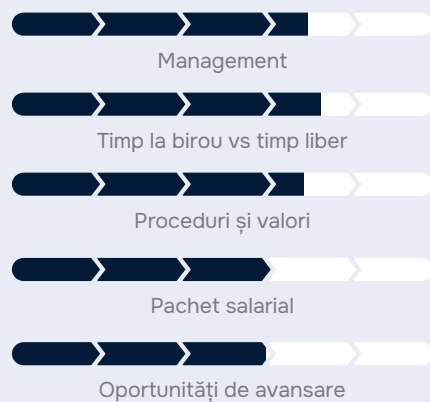 Management
Timp la birou vs timp liber
Proceduri și valori
Pachet salarial
Oportunități de avansare